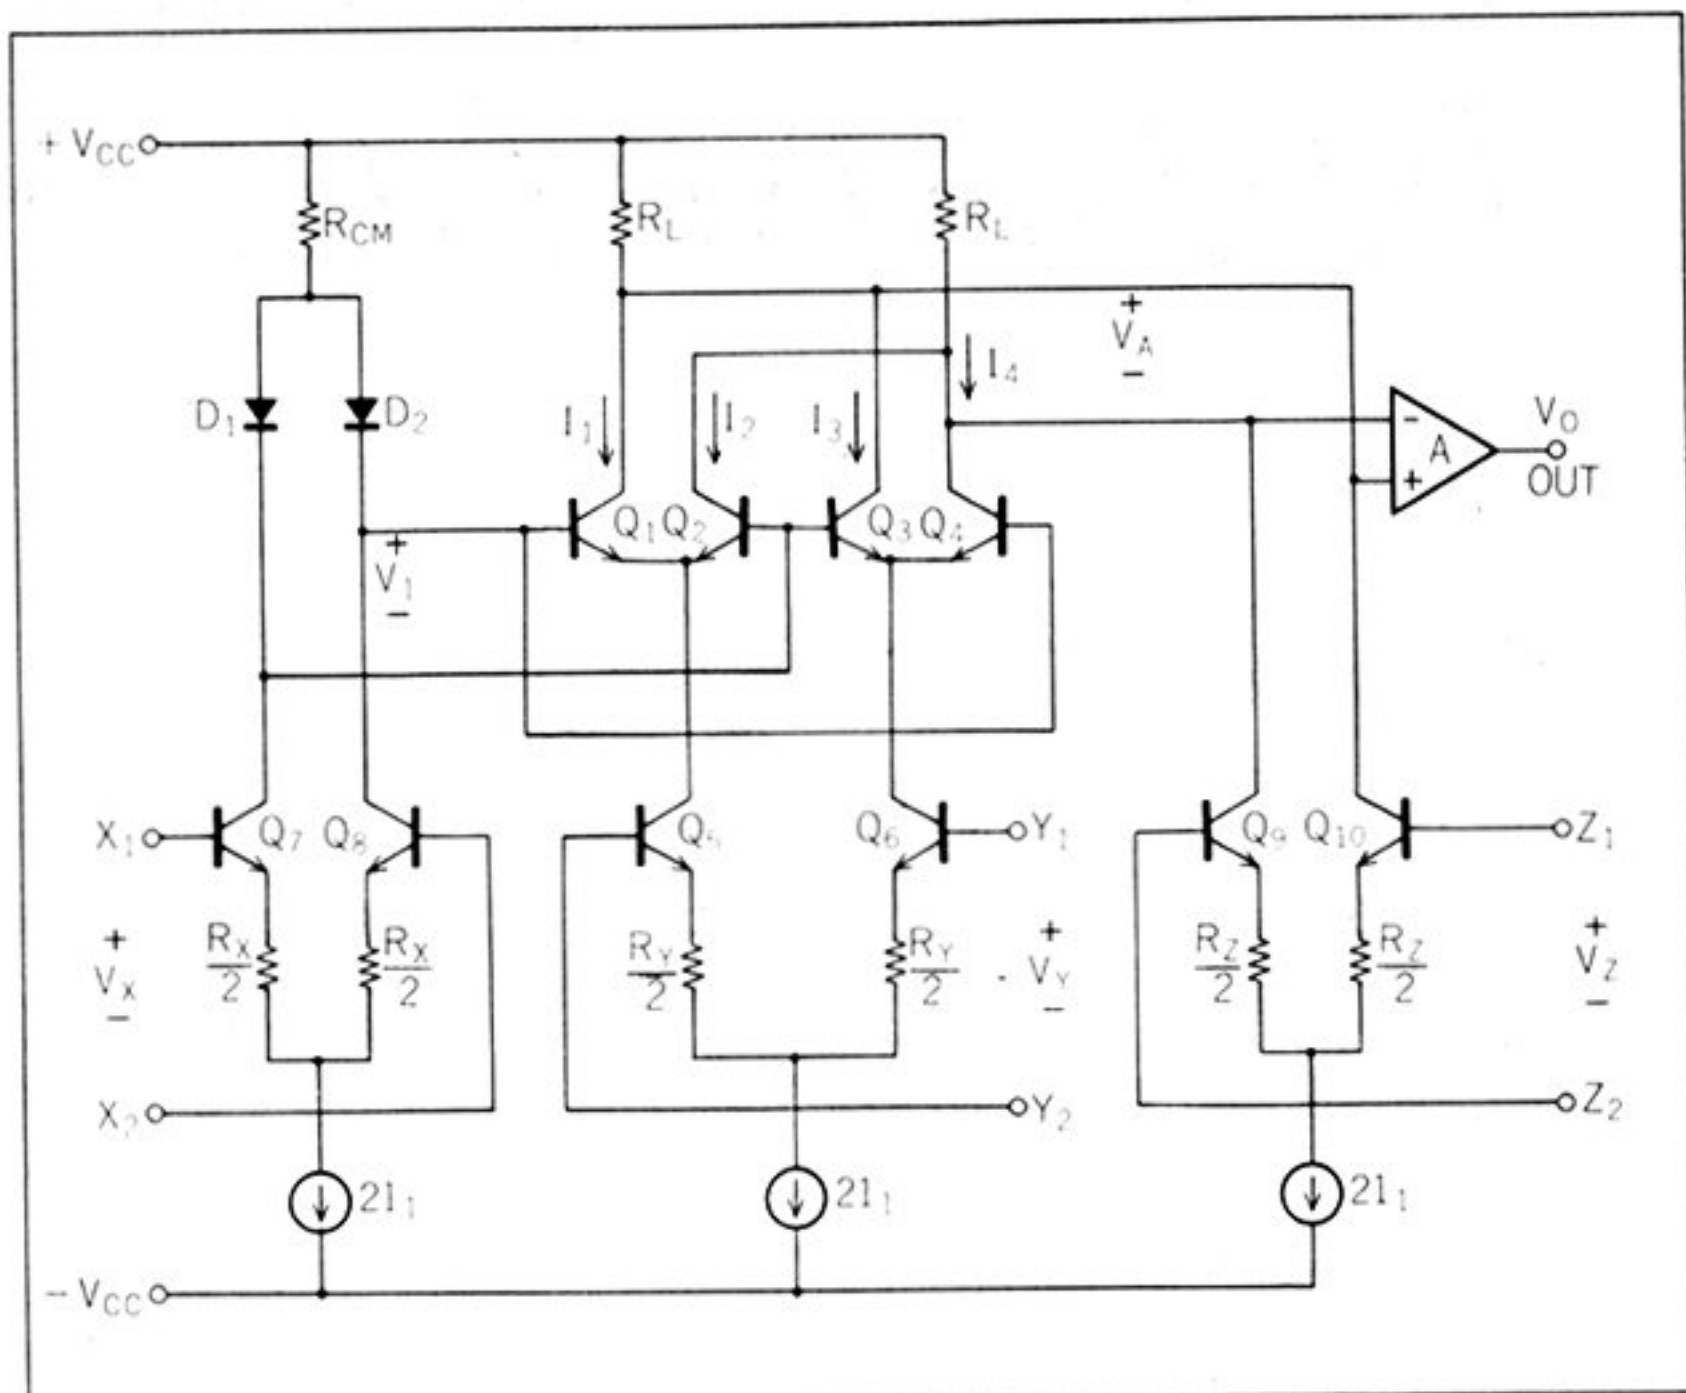 + VCC
RCM
RL
RL
+
VA
-
I4
D1
D2
I1
I2
I3
-
A
+
VO
OUT
Q1
Q2
Q3
Q4
+
V1
-
X1
Q7
Q8
Q5
Q6
Y1
Q9
Q10
Z1
+
VX
-
RX
2
RX
2
RY
2
RY
2
+
VY
-
RZ
2
RZ
2
+
VZ
-
X2
Y2
Z2
2I1
2I1
2I1
- VCC